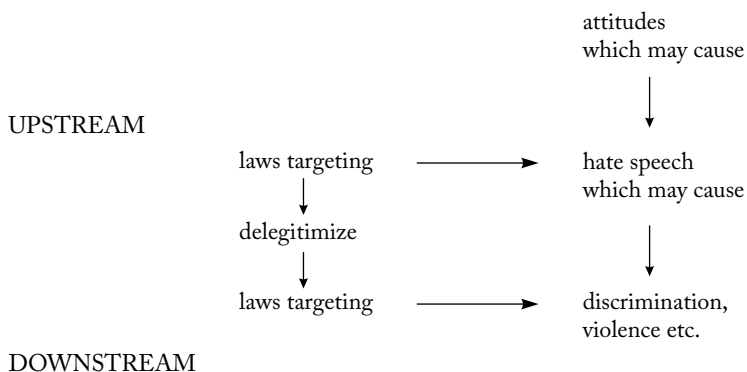 attitudes
which may cause
UPSTREAM
laws targeting
hate speech
which may cause
delegitimize
laws targeting
discrimination,
violence etc.
DOWNSTREAM